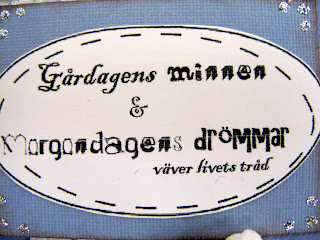 Gårdagens minnen
&
Morgondagens drömmar
väver livets tråd